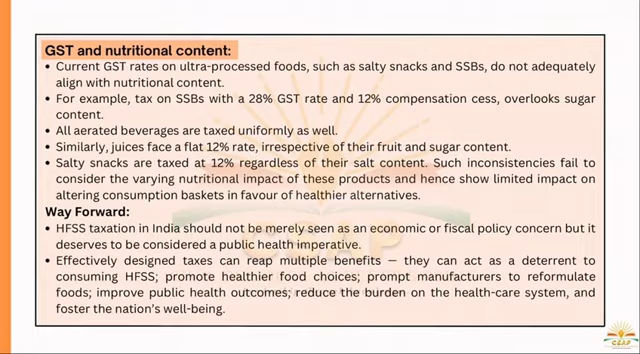 GST and nutritional content:
• Current GST rates on ultra-processed foods, such as salty snacks and SSBs, do not adequately
align with nutritional content.
• For example, tax on SSBs with a 28% GST rate and 12% compensation cess, overlooks sugar
content.
• All aerated beverages are taxed uniformly as well.
• Similarly, juices face a flat 12% rate, irrespective of their fruit and sugar content.
• Salty snacks are taxed at 12% regardless of their salt content. Such inconsistencies fail to
consider the varying nutritional impact of these products and hence show limited impact on
altering consumption baskets in favour of healthier alternatives.
Way Forward:
• HFSS taxation in India should not be merely seen as an economic or fiscal policy concern but it
deserves to be considered a public health imperative.
• Effectively designed taxes can reap multiple benefits — they can act as a deterrent to
consuming HFSS; promote healthier food choices; prompt manufacturers to reformulate
foods; improve public health outcomes; reduce the burden on the health-care system, and
foster the nation's well-being.
CSAP